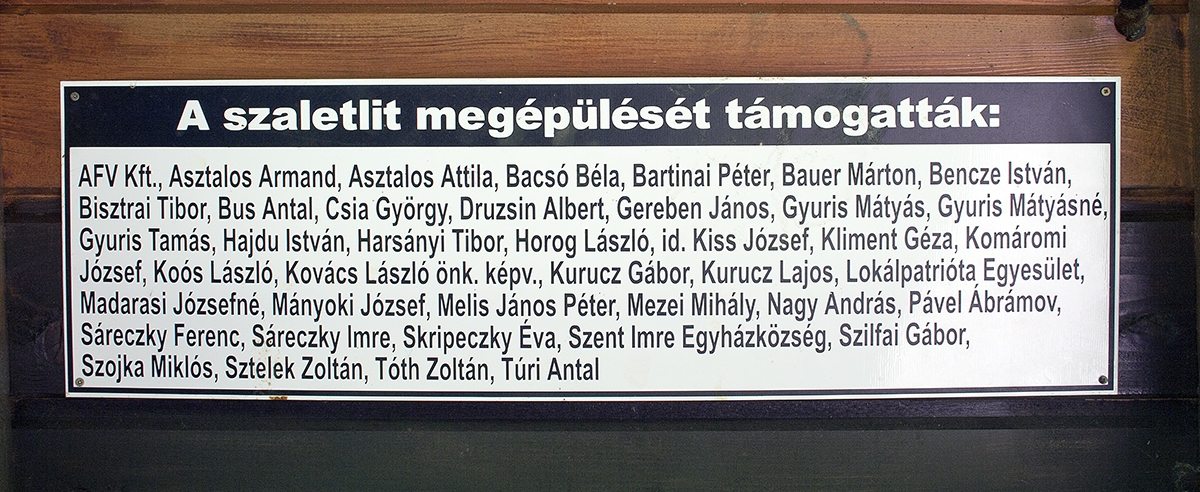 A szaletlit megépülését támogatták:
AFV Kft., Asztalos Armand, Asztalos Attila, Bacsó Béla, Bartinai Péter, Bauer Márton, Bencze István,
Bisztrai Tibor, Bus Antal, Csia György, Druzsin Albert, Gereben János, Gyuris Mátyás, Gyuris Mátyásné,
Gyuris Tamás, Hajdu István, Harsányi Tibor, Horog László, id. Kiss József, Kliment Géza, Komáromi
József, Koós László, Kovács László önk. képv., Kurucz Gábor, Kurucz Lajos, Lokálpatrióta Egyesület,
Madarasi Józsefné, Mányoki József, Melis János Péter, Mezei Mihály, Nagy András, Pável Ábrámov,
Sáreczky Ferenc, Sáreczky Imre, Skripeczky Éva, Szent Imre Egyházközség, Szilfai Gábor,
Szojka Miklós, Sztelek Zoltán, Tóth Zoltán, Túri Antal